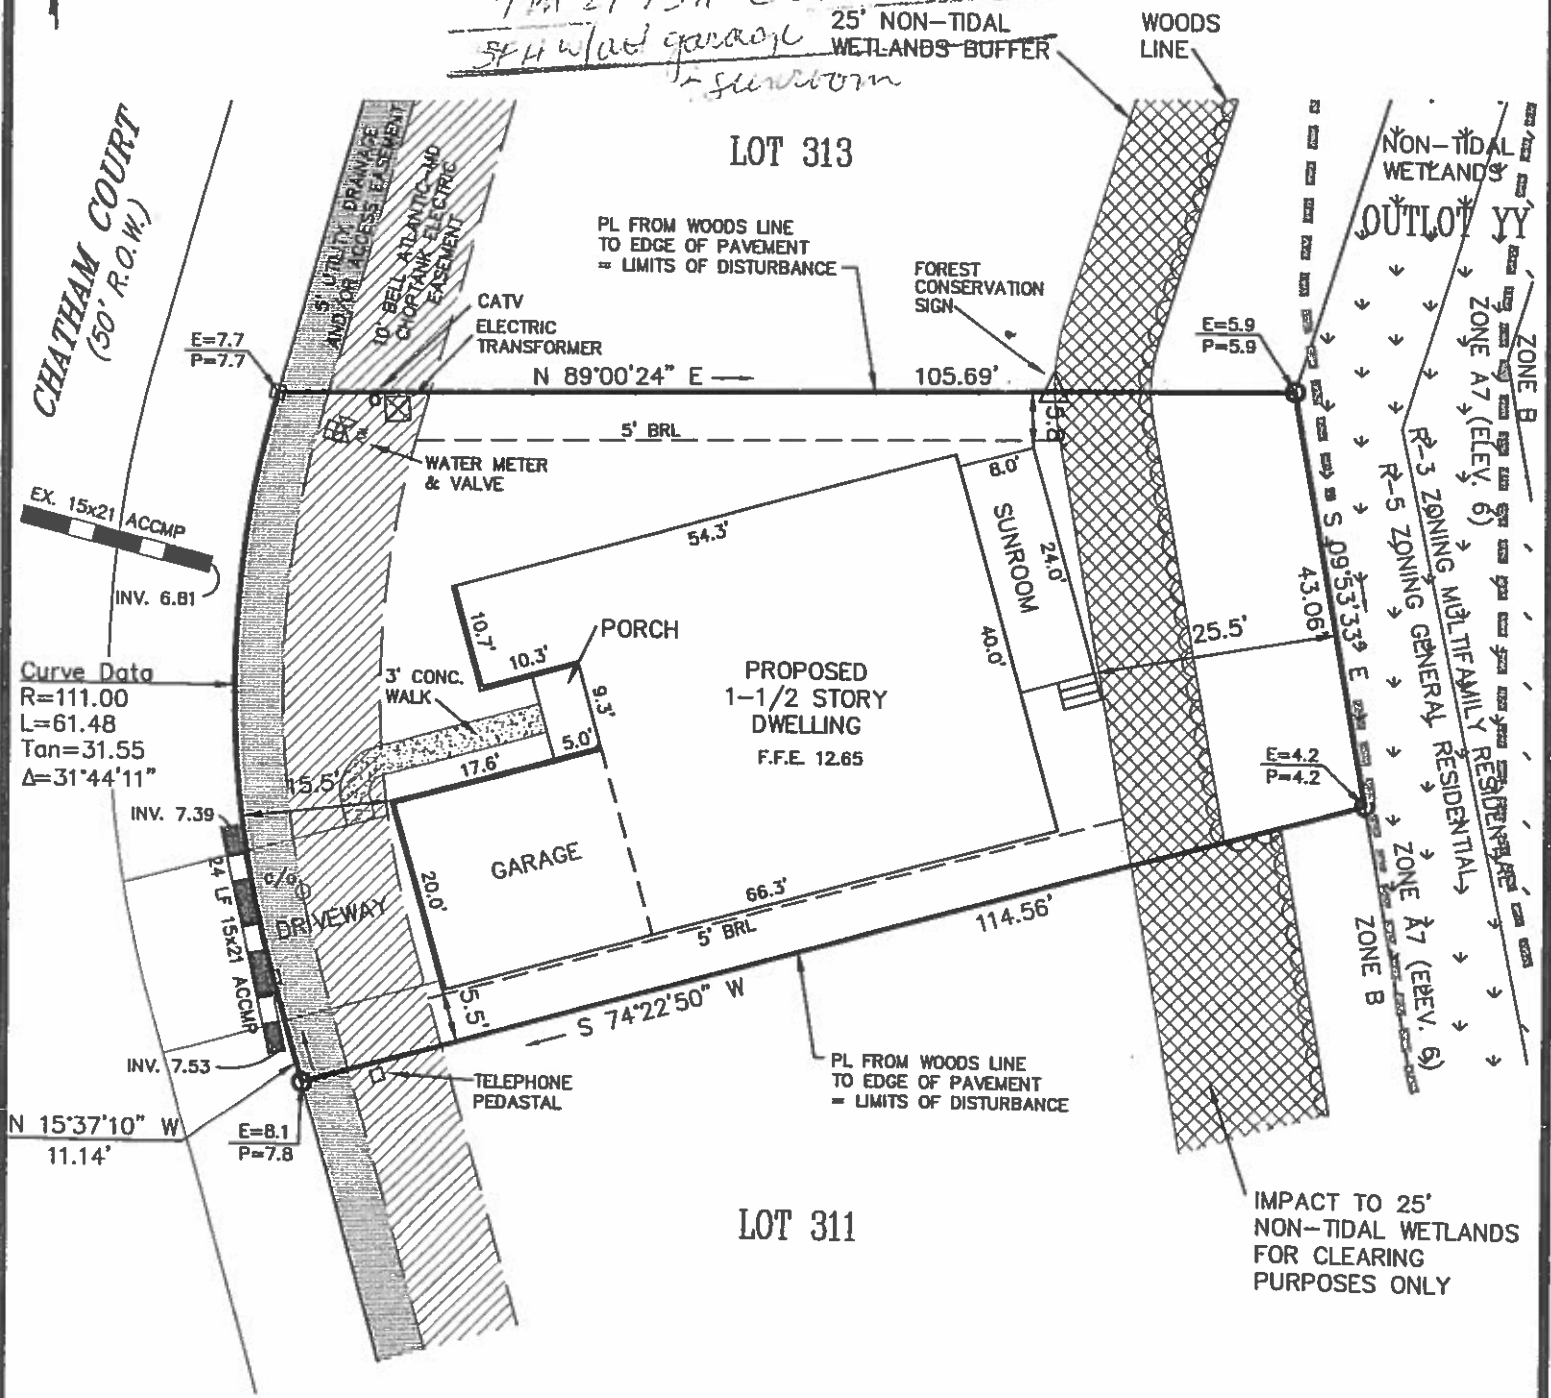 SFH w/att garage
+ sunroom
25' NON-TIDAL
WETLANDS BUFFER
WOODS
LINE
CHATHAM COURT
(50' R.O.W.)
5' UTILITY, DRAINAGE
AND/OR ACCESS EASEMENT
10' BELL ATLANTIC-MD
CHOPTANK ELECTRIC
EASEMENT
LOT 313
NON-TIDAL
WETLANDS
OUTLOT YY
PL FROM WOODS LINE
TO EDGE OF PAVEMENT
= LIMITS OF DISTURBANCE
FOREST
CONSERVATION
SIGN
CATV
ELECTRIC
TRANSFORMER
E=7.7
P=7.7
E=5.9
P=5.9
ZONE A7 (ELEV. 6)
ZONE B
N 89°00'24" E
105.69'
5.8'
5' BRL
WATER METER
& VALVE
8.0'
SUNROOM
24.0'
54.3'
EX. 15x21 ACCMP
INV. 6.81
10.7'
10.3'
PORCH
9.3'
5.0'
40.0'
25.5'
S 09°53'33" E
43.06'
R-3 ZONING MULTIFAMILY RESIDENTIAL
R-5 ZONING GENERAL RESIDENTIAL
Curve Data
R=111.00
L=61.48
Tan=31.55
Δ=31°44'11"
3' CONC.
WALK
17.6'
15.5'
PROPOSED
1-1/2 STORY
DWELLING
F.F.E. 12.65
E=4.2
P=4.2
INV. 7.39
24 LF 15x21 ACCMP
c/o
DRIVEWAY
GARAGE
20.0'
66.3'
5' BRL
114.56'
S 74°22'50" W
5.5'
ZONE A7 (ELEV. 6)
ZONE B
INV. 7.53
TELEPHONE
PEDASTAL
PL FROM WOODS LINE
TO EDGE OF PAVEMENT
= LIMITS OF DISTURBANCE
N 15°37'10" W
11.14'
E=8.1
P=7.8
LOT 311
IMPACT TO 25'
NON-TIDAL WETLANDS
FOR CLEARING
PURPOSES ONLY